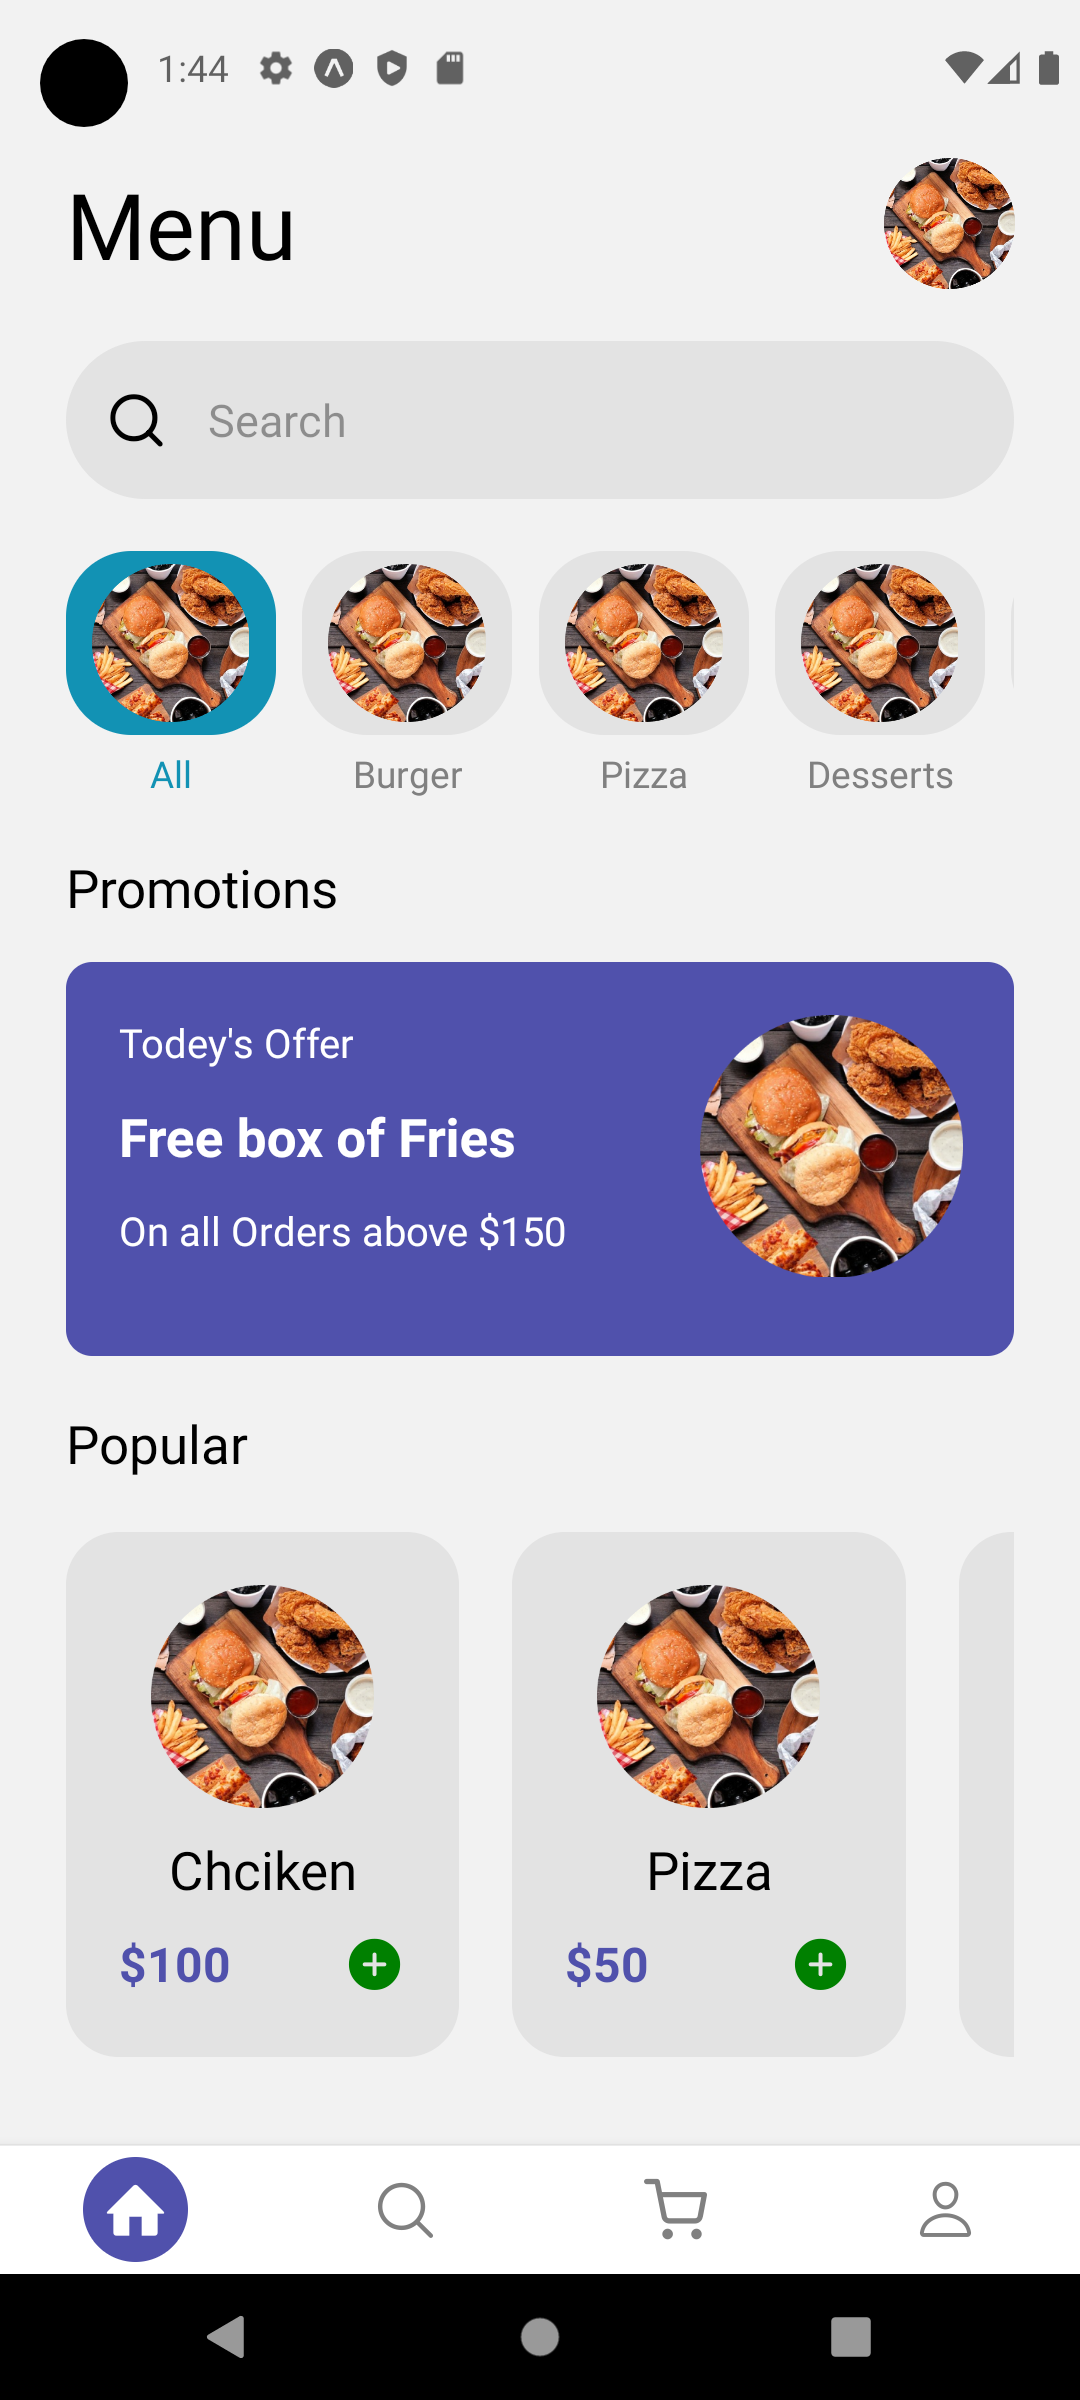 1:44
Menu
Search
All
Burger
Pizza
Desserts
Promotions
Today's Offer
Free box of Fries
On all Orders above $150
Popular
Chciken
Pizza
$100
$50